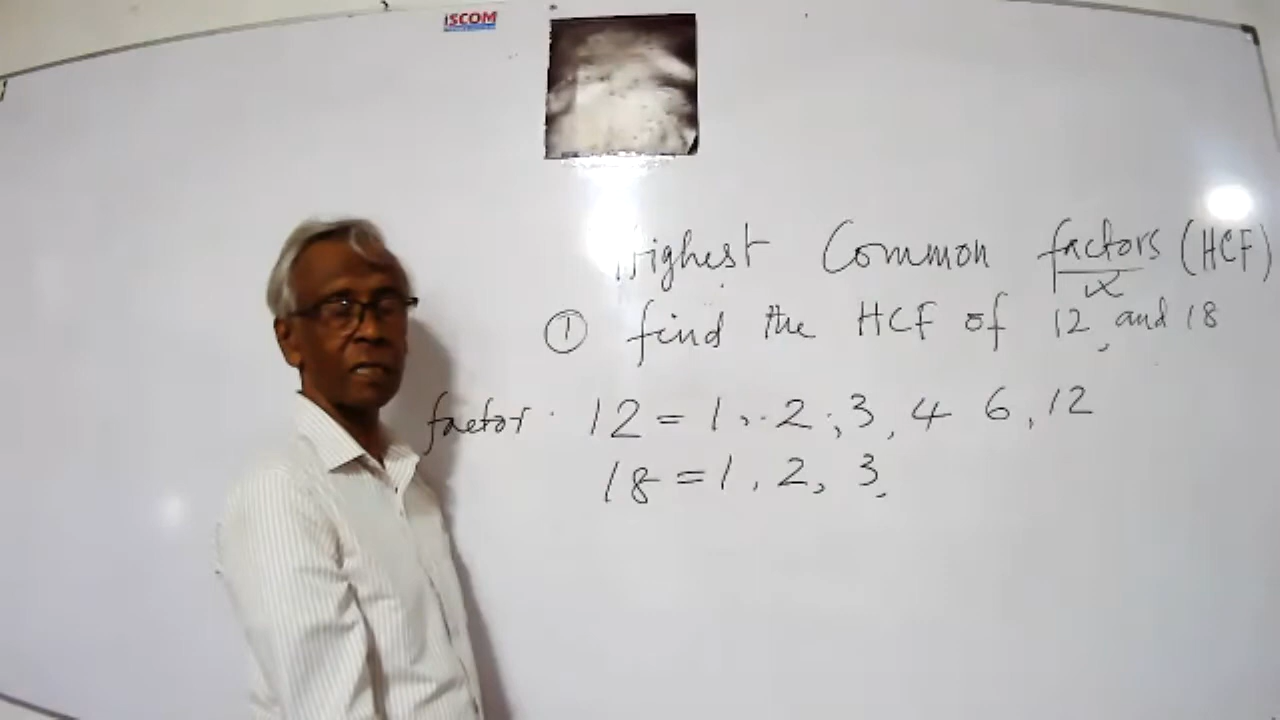 ISCOM
Highest Common factors (HCF)
x
① find the HCF of 12, and 18
factor. 12 = 1, 2, 3, 4 6, 12
18 = 1, 2, 3,